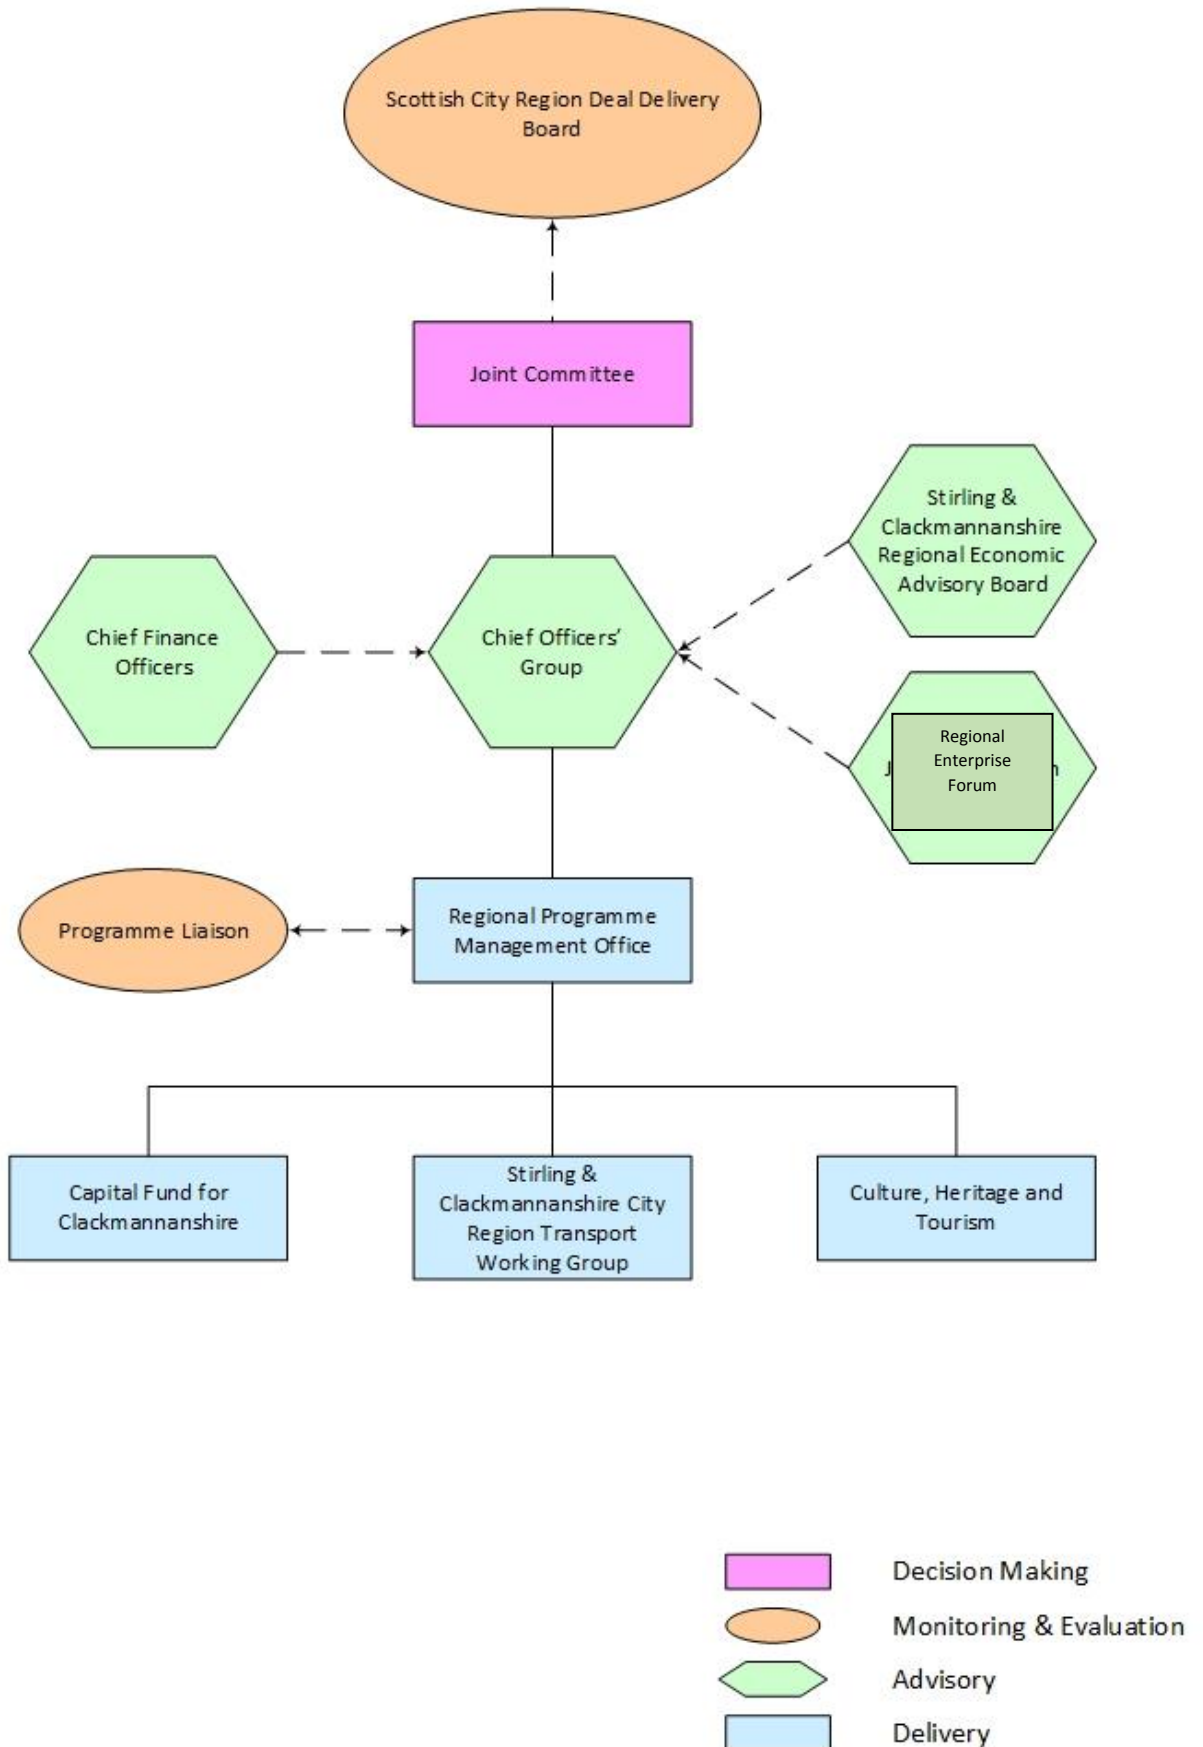 Scottish City Region Deal Delivery
Board
Joint Committee
Stirling &
Clackmannanshire
Regional Economic
Advisory Board
Chief Finance
Officers
Chief Officers’
Group
Regional
Enterprise
Forum
Programme Liaison
Regional Programme
Management Office
Capital Fund for
Clackmannanshire
Stirling &
Clackmannanshire City
Region Transport
Working Group
Culture, Heritage and
Tourism
Decision Making
Monitoring & Evaluation
Advisory
Delivery